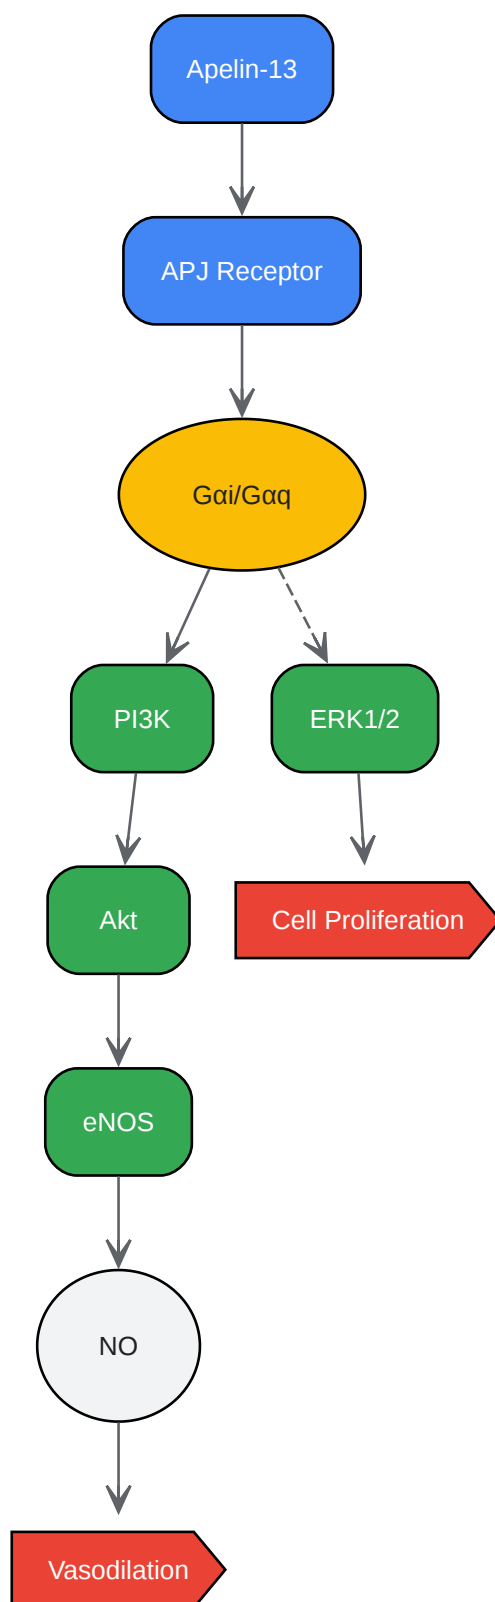 Apelin-13
APJ Receptor
Gαi/Gαq
PI3K
ERK1/2
Akt
Cell Proliferation
eNOS
NO
Vasodilation